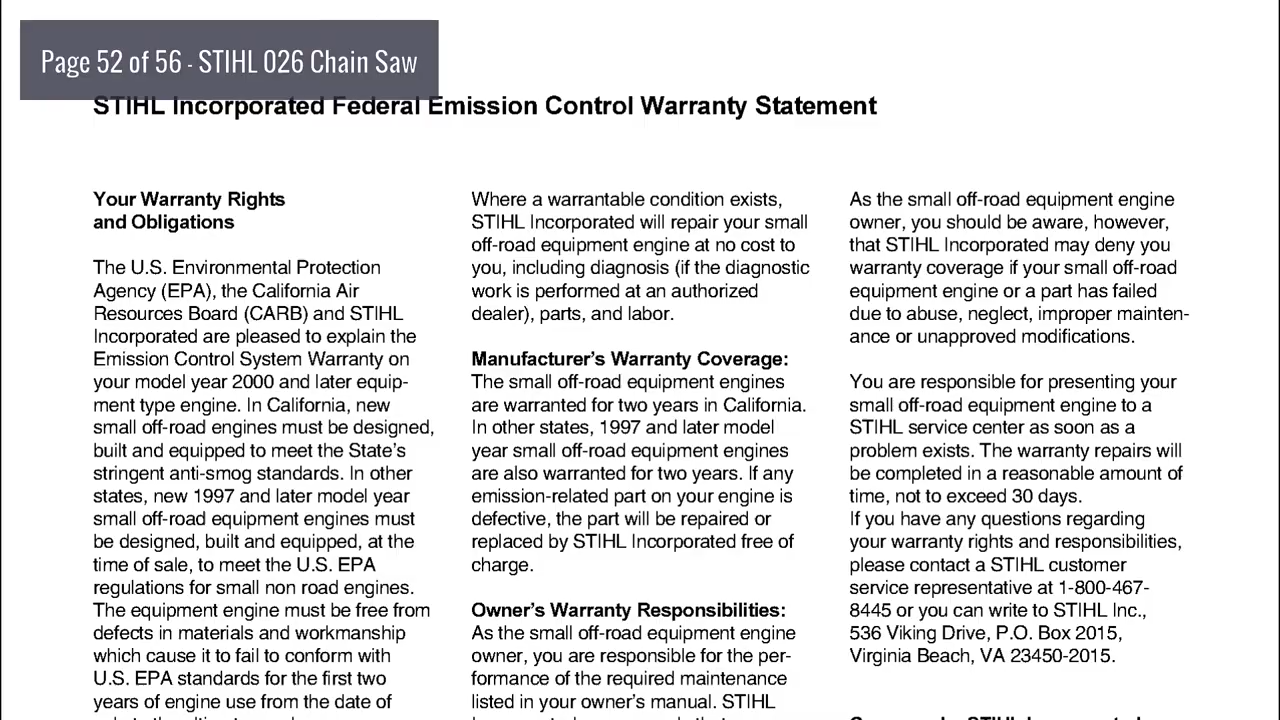 Page 52 of 56 - STIHL 026 Chain Saw
STIHL Incorporated Federal Emission Control Warranty Statement
Your Warranty Rights
and Obligations
The U.S. Environmental Protection
Agency (EPA), the California Air
Resources Board (CARB) and STIHL
Incorporated are pleased to explain the
Emission Control System Warranty on
your model year 2000 and later equip-
ment type engine. In California, new
small off-road engines must be designed,
built and equipped to meet the State's
stringent anti-smog standards. In other
states, new 1997 and later model year
small off-road equipment engines must
be designed, built and equipped, at the
time of sale, to meet the U.S. EPA
regulations for small non road engines.
The equipment engine must be free from
defects in materials and workmanship
which cause it to fail to conform with
U.S. EPA standards for the first two
years of engine use from the date of
Where a warrantable condition exists,
STIHL Incorporated will repair your small
off-road equipment engine at no cost to
you, including diagnosis (if the diagnostic
work is performed at an authorized
dealer), parts, and labor.
Manufacturer's Warranty Coverage:
The small off-road equipment engines
are warranted for two years in California.
In other states, 1997 and later model
year small off-road equipment engines
are also warranted for two years. If any
emission-related part on your engine is
defective, the part will be repaired or
replaced by STIHL Incorporated free of
charge.
Owner's Warranty Responsibilities:
As the small off-road equipment engine
owner, you are responsible for the per-
formance of the required maintenance
listed in your owner's manual. STIHL
As the small off-road equipment engine
owner, you should be aware, however,
that STIHL Incorporated may deny you
warranty coverage if your small off-road
equipment engine or a part has failed
due to abuse, neglect, improper mainten-
ance or unapproved modifications.
You are responsible for presenting your
small off-road equipment engine to a
STIHL service center as soon as a
problem exists. The warranty repairs will
be completed in a reasonable amount of
time, not to exceed 30 days.
If you have any questions regarding
your warranty rights and responsibilities,
please contact a STIHL customer
service representative at 1-800-467-
8445 or you can write to STIHL Inc.,
536 Viking Drive, P.O. Box 2015,
Virginia Beach, VA 23450-2015.